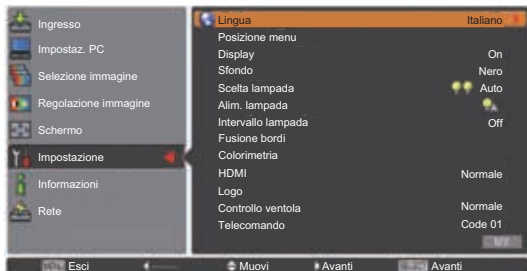 Ingresso
Impostaz. PC
Selezione immagine
Regolazione immagine
Schermo
Impostazione
Informazioni
Rete
Lingua Italiano
Posizione menu
Display On
Sfondo Nero
Scelta lampada Auto
Alim. lampada
Intervallo lampada Off
Fusione bordi
Colorimetria
HDMI Normale
Logo
Controllo ventola Normale
Telecomando Code 01
Esci Muovi Avanti Avanti